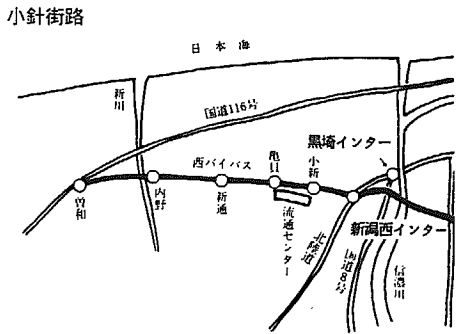 小針街路
日本海
新川
国道116号
黒埼インター
西バイパス
亀貝
小新
曽和
内野
新通
流通センター
新潟西インター
北陸道
国道8号
信濃川